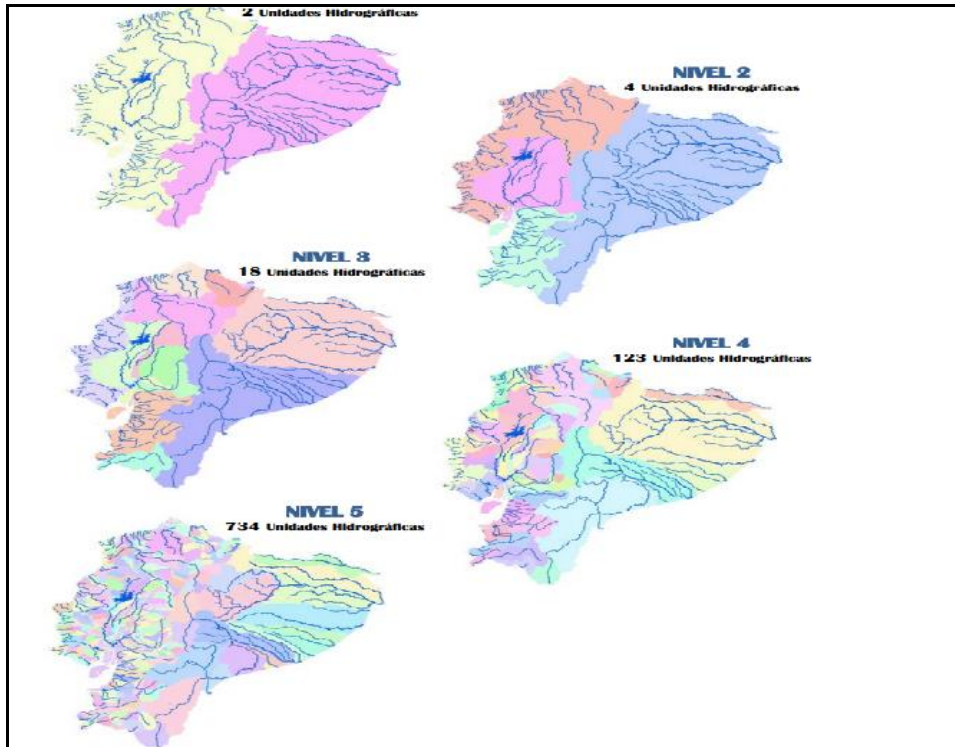 2 Unidades Hidrográficas
NIVEL 2
4 Unidades Hidrográficas
NIVEL 3
18 Unidades Hidrográficas
NIVEL 4
123 Unidades Hidrográficas
NIVEL 5
734 Unidades Hidrográficas